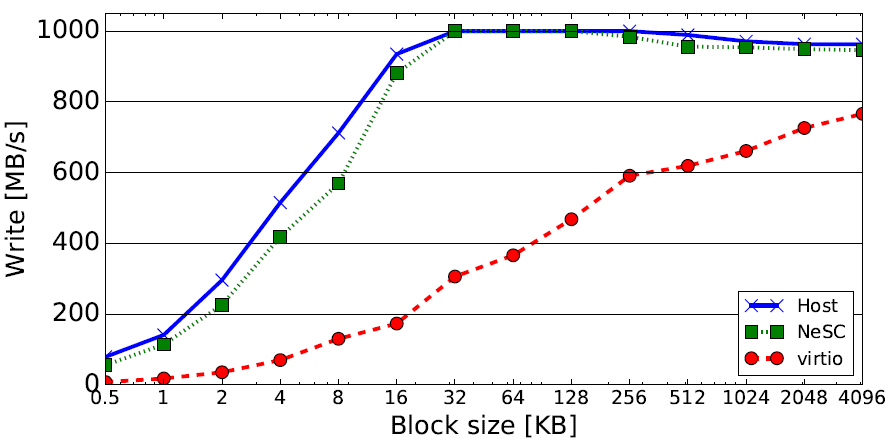 1000
800
600
400
200
0
Write [MB/s]
0.5 1 2 4 8 16 32 64 128 256 512 1024 2048 4096
Block size [KB]
Host
NeSC
virtio